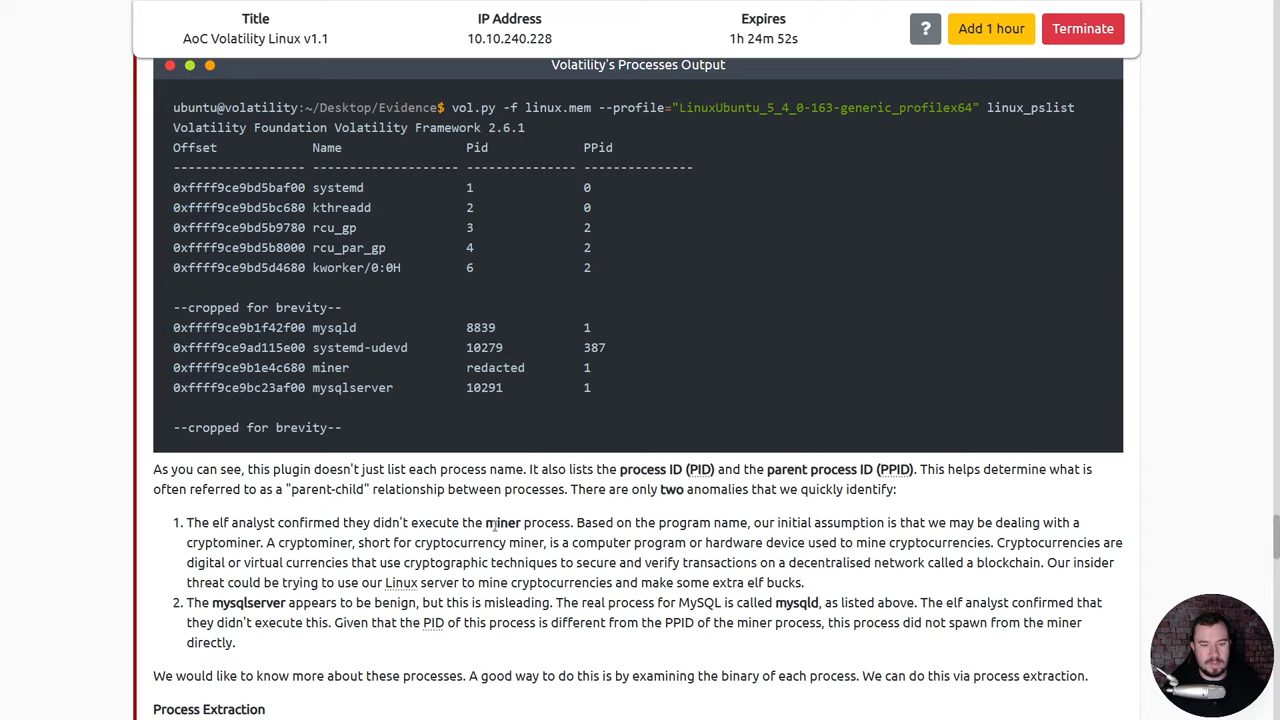 Title
AoC Volatility Linux v1.1
IP Address
10.10.240.228
Expires
1h 24m 52s
?
Add 1 hour
Terminate
Volatility's Processes Output
ubuntu@volatility:~/Desktop/Evidence$ vol.py -f linux.mem --profile="LinuxUbuntu_5_4_0-163-generic_profilex64" linux_pslist
Volatility Foundation Volatility Framework 2.6.1
Offset Name Pid PPid
------------------ -------------------- --------------- ---------------
0xffff9ce9bd5baf00 systemd 1 0
0xffff9ce9bd5bc680 kthreadd 2 0
0xffff9ce9bd5b9780 rcu_gp 3 2
0xffff9ce9bd5b8000 rcu_par_gp 4 2
0xffff9ce9bd5d4680 kworker/0:0H 6 2
--cropped for brevity--
0xffff9ce9b1f42f00 mysqld 8839 1
0xffff9ce9ad115e00 systemd-udevd 10279 387
0xffff9ce9b1e4c680 miner redacted 1
0xffff9ce9bc23af00 mysqlserver 10291 1
--cropped for brevity--
As you can see, this plugin doesn't just list each process name. It also lists the process ID (PID) and the parent process ID (PPID). This helps determine what is
often referred to as a "parent-child" relationship between processes. There are only two anomalies that we quickly identify:
1. The elf analyst confirmed they didn't execute the miner process. Based on the program name, our initial assumption is that we may be dealing with a
cryptominer. A cryptominer, short for cryptocurrency miner, is a computer program or hardware device used to mine cryptocurrencies. Cryptocurrencies are
digital or virtual currencies that use cryptographic techniques to secure and verify transactions on a decentralised network called a blockchain. Our insider
threat could be trying to use our Linux server to mine cryptocurrencies and make some extra elf bucks.
2. The mysqlserver appears to be benign, but this is misleading. The real process for MySQL is called mysqld, as listed above. The elf analyst confirmed that
they didn't execute this. Given that the PID of this process is different from the PPID of the miner process, this process did not spawn from the miner
directly.
We would like to know more about these processes. A good way to do this is by examining the binary of each process. We can do this via process extraction.
Process Extraction